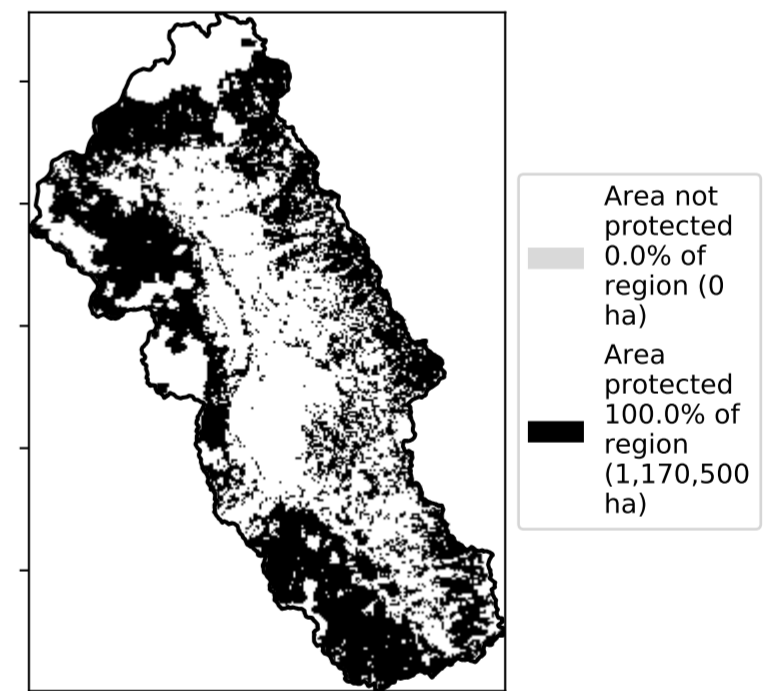 Area not
protected
0.0% of
region (0
ha)
Area
protected
100.0% of
region
(1,170,500
ha)